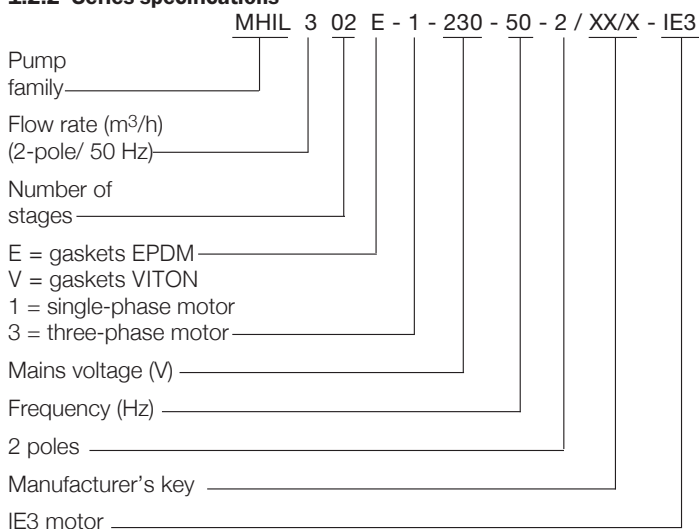 1.2.2 Series specifications
MHIL 3 02 E - 1 - 230 - 50 - 2 / XX/X - IE3
Pump
family
Flow rate (m³/h)
(2-pole/ 50 Hz)
Number of
stages
E = gaskets EPDM
V = gaskets VITON
1 = single-phase motor
3 = three-phase motor
Mains voltage (V)
Frequency (Hz)
2 poles
Manufacturer's key
IE3 motor